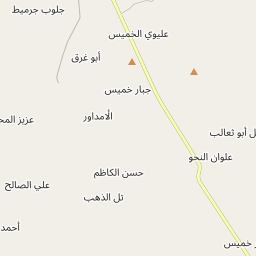 جلوب جرميط
عليوي الخميس
أبو غرق
جبار خميس
الأمداور
عزيز المح
ل أبو ثعالب
علوان النحو
حسن الكاظم
علي الصالح
تل الذهب
أحمد
ر خميس